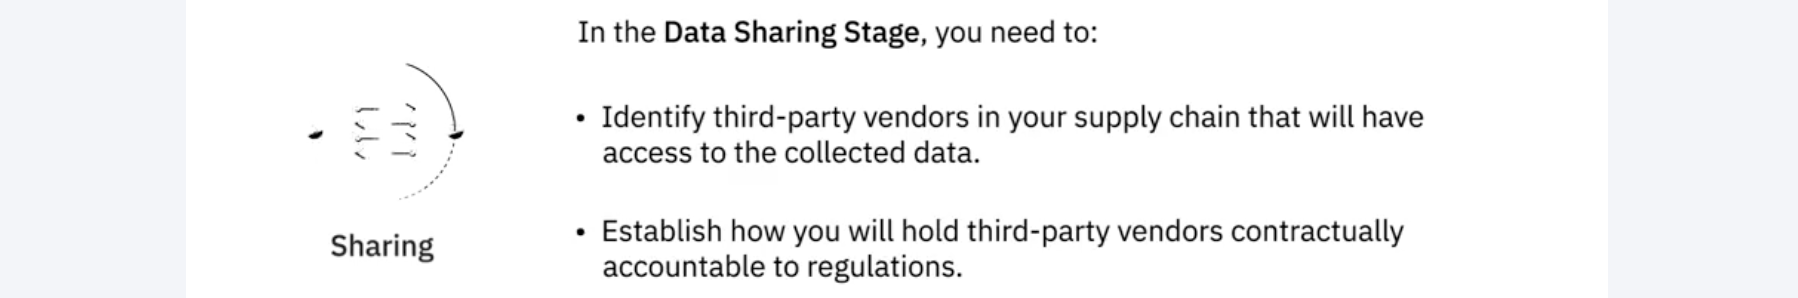 In the Data Sharing Stage, you need to:
• Identify third-party vendors in your supply chain that will have
access to the collected data.
• Establish how you will hold third-party vendors contractually
accountable to regulations.
Sharing